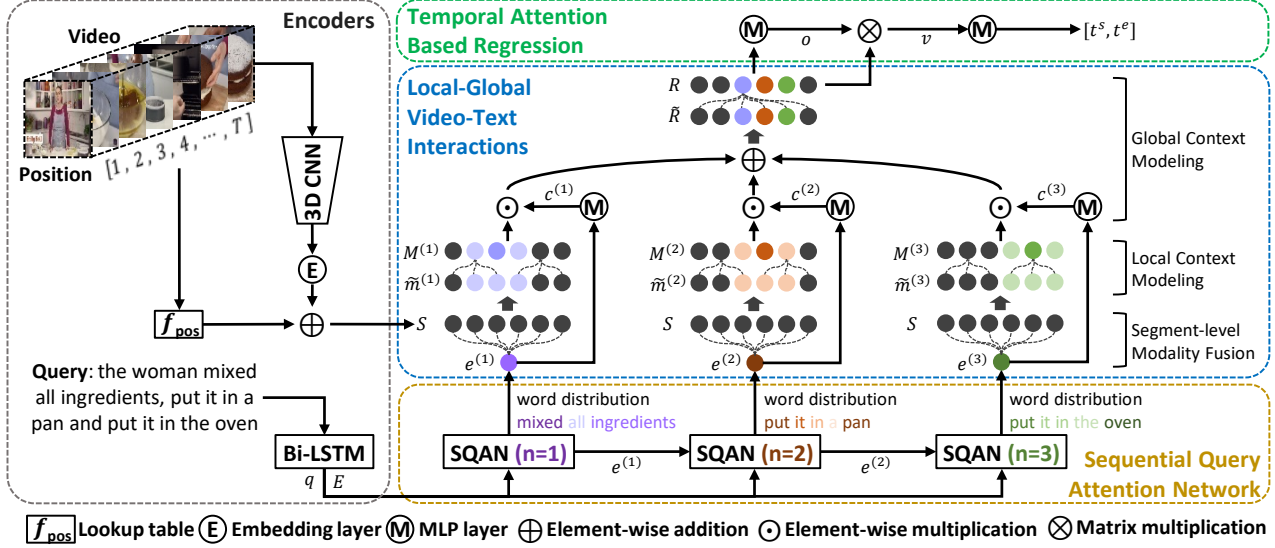 Encoders
Video
Position
[1, 2, 3, 4, ⋯, T]
3D CNN
E
f_pos
Query: the woman mixed
all ingredients, put it in a
pan and put it in the oven
Bi-LSTM
q E
Temporal Attention
Based Regression
M o ⊗ v M [t^s, t^e]
Local-Global
Video-Text
Interactions
R
R̃
Global Context
Modeling
c^(1) M c^(2) M c^(3) M
M^(1) M^(2) M^(3)
m̃^(1) m̃^(2) m̃^(3)
Local Context
Modeling
S S S
Segment-level
Modality Fusion
e^(1) e^(2) e^(3)
word distribution
mixed all ingredients
word distribution
put it in a pan
word distribution
put it in the oven
SQAN (n=1) e^(1) SQAN (n=2) e^(2) SQAN (n=3)
Sequential Query
Attention Network
f_pos Lookup table E Embedding layer M MLP layer ⊕ Element-wise addition ⊙ Element-wise multiplication ⊗ Matrix multiplication